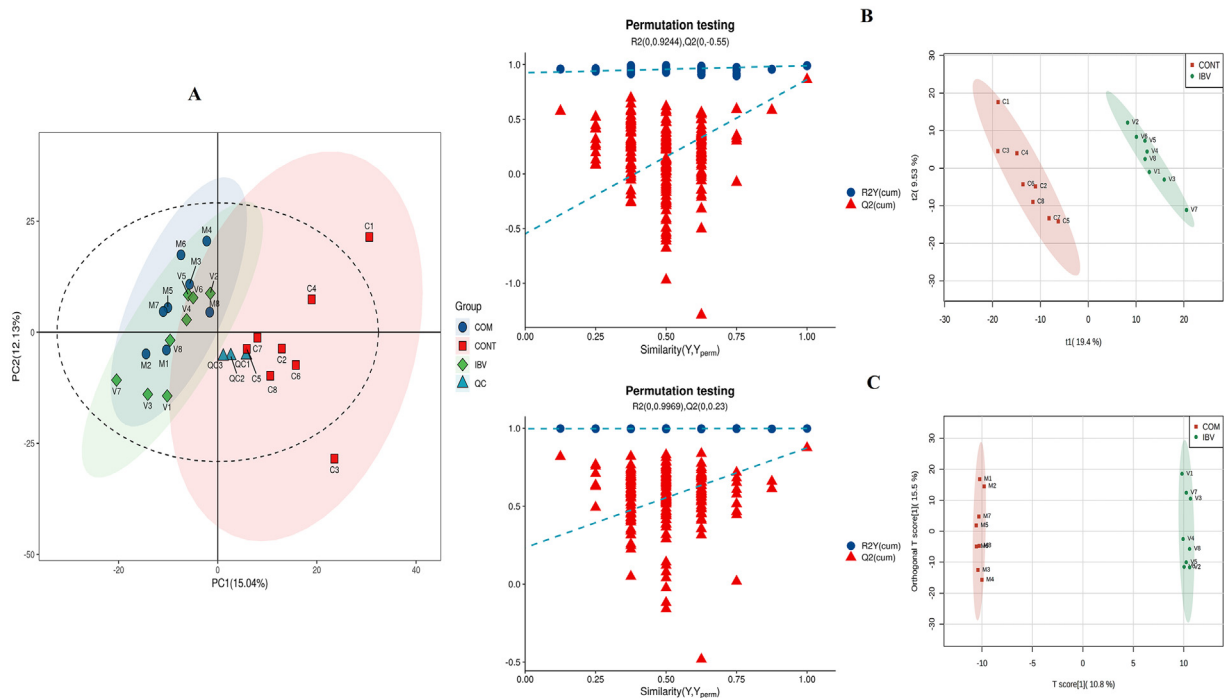 A
PC2(12.13%)
25
0
-25
-50
-20
0
20
40
PC1(15.04%)
C1
C4
C7
C2
C6
C5
C8
C3
M6
M4
M3
V5
V6
V2
M5
M7
V4
M8
V8
M2
M1
V7
V3
V1
QC3
QC2
QC1
Group
COM
CONT
IBV
QC
Permutation testing
R2(0,0.9244),Q2(0,-0.55)
1.0
0.5
0.0
-0.5
-1.0
0.00
0.25
0.50
0.75
1.00
Similarity(Y,Yperm)
R2Y(cum)
Q2(cum)
B
t2( 9.53 %)
30
20
10
0
-10
-20
-30
-30
-20
-10
0
10
20
t1( 19.4 %)
CONT
IBV
C1
C3
C4
C6
C2
C8
C7
C5
V2
V5
V4
V8
V1
V3
V7
Permutation testing
R2(0,0.9969),Q2(0,0.23)
1.0
0.5
0.0
-0.5
0.00
0.25
0.50
0.75
1.00
Similarity(Y,Yperm)
R2Y(cum)
Q2(cum)
C
Orthogonal T score[1]( 15.5 %)
30
20
10
0
-10
-20
-30
-10
-5
0
5
10
T score[1]( 10.8 %)
COM
IBV
M1
M2
M7
M5
M3
M4
V1
V7
V3
V4
V8
V2